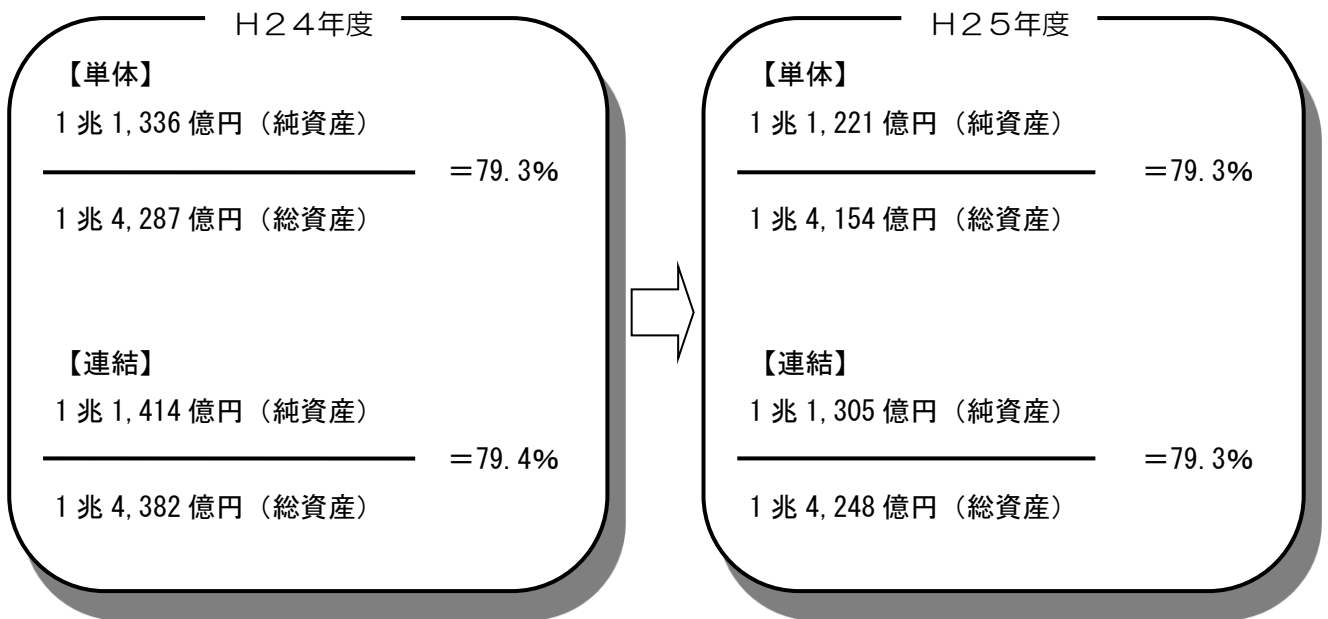 H24年度
【単体】
1兆1,336億円（純資産）
＝79.3%
1兆4,287億円（総資産）
【連結】
1兆1,414億円（純資産）
＝79.4%
1兆4,382億円（総資産）
H25年度
【単体】
1兆1,221億円（純資産）
＝79.3%
1兆4,154億円（総資産）
【連結】
1兆1,305億円（純資産）
＝79.3%
1兆4,248億円（総資産）